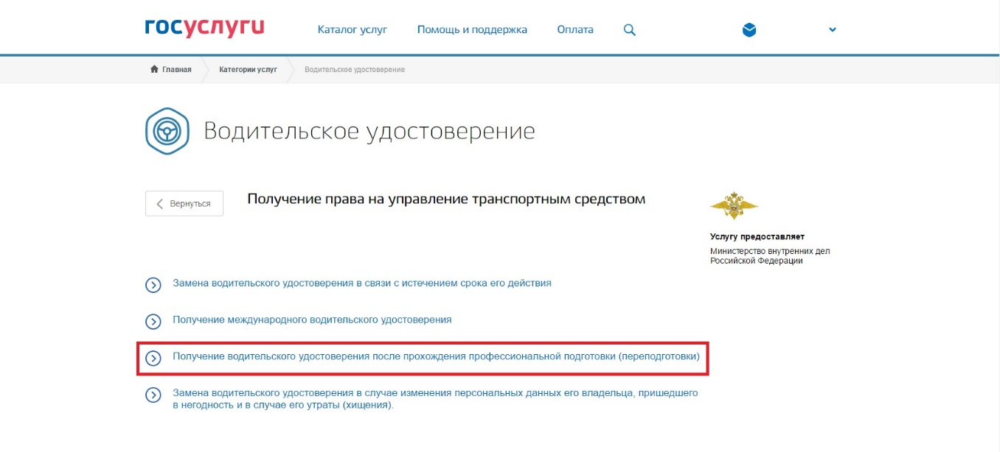 госуслуги
Каталог услуг
Помощь и поддержка
Оплата
Главная
Категории услуг
Водительское удостоверение
Водительское удостоверение
Вернуться
Получение права на управление транспортным средством
Услугу предоставляет
Министерство внутренних дел
Российской Федерации
Замена водительского удостоверения в связи с истечением срока его действия
Получение международного водительского удостоверения
Получение водительского удостоверения после прохождения профессиональной подготовки (переподготовки)
Замена водительского удостоверения в случае изменения персональных данных его владельца, пришедшего
в негодность и в случае его утраты (хищения).